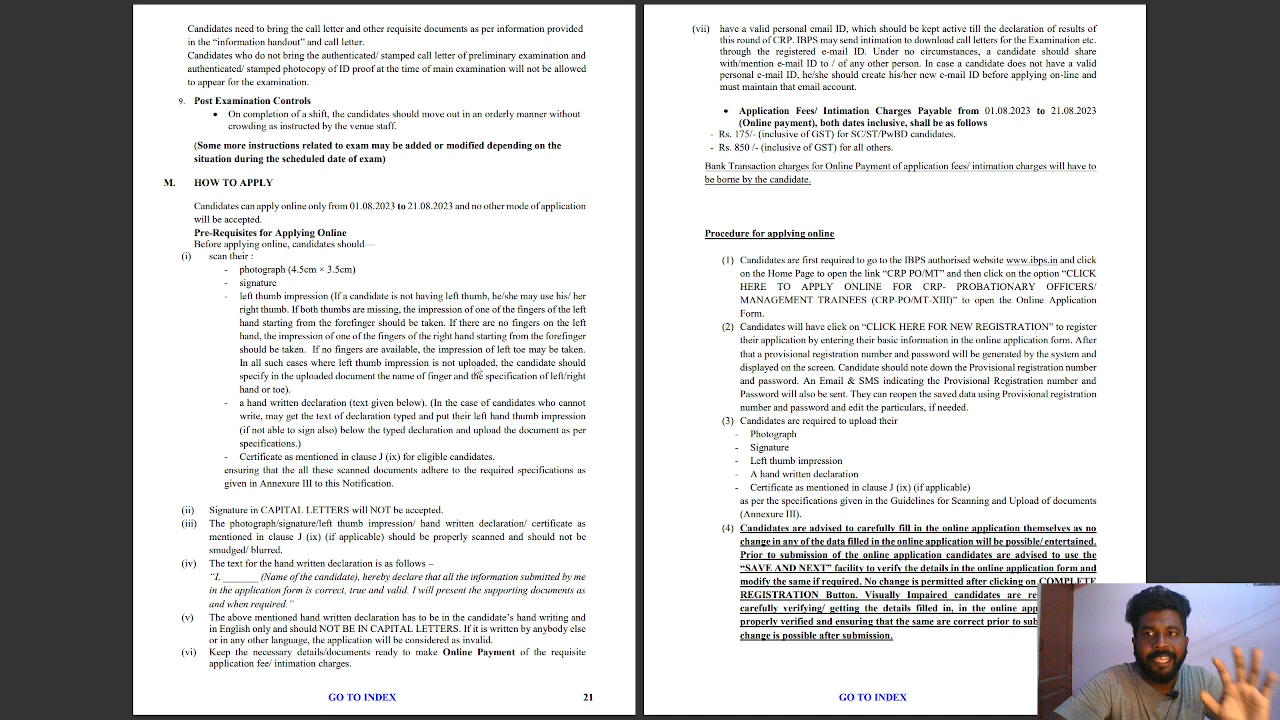 Candidates need to bring the call letter and other requisite documents as per information provided
in the “information handout” and call letter.
Candidates who do not bring the authenticated/ stamped call letter of preliminary examination and
authenticated/ stamped photocopy of ID proof at the time of main examination will not be allowed
to appear for the examination.
9. Post Examination Controls
• On completion of a shift, the candidates should move out in an orderly manner without
crowding as instructed by the venue staff.
(Some more instructions related to exam may be added or modified depending on the
situation during the scheduled date of exam)
M. HOW TO APPLY
Candidates can apply online only from 01.08.2023 to 21.08.2023 and no other mode of application
will be accepted.
Pre-Requisites for Applying Online
Before applying online, candidates should—
(i) scan their :
- photograph (4.5cm × 3.5cm)
- signature
- left thumb impression (If a candidate is not having left thumb, he/she may use his/ her
right thumb. If both thumbs are missing, the impression of one of the fingers of the left
hand starting from the forefinger should be taken. If there are no fingers on the left
hand, the impression of one of the fingers of the right hand starting from the forefinger
should be taken. If no fingers are available, the impression of left toe may be taken.
In all such cases where left thumb impression is not uploaded, the candidate should
specify in the uploaded document the name of finger and the specification of left/right
hand or toe).
- a hand written declaration (text given below). (In the case of candidates who cannot
write, may get the text of declaration typed and put their left hand thumb impression
(if not able to sign also) below the typed declaration and upload the document as per
specifications.)
- Certificate as mentioned in clause J (ix) for eligible candidates.
ensuring that the all these scanned documents adhere to the required specifications as
given in Annexure III to this Notification.
(ii) Signature in CAPITAL LETTERS will NOT be accepted.
(iii) The photograph/signature/left thumb impression/ hand written declaration/ certificate as
mentioned in clause J (ix) (if applicable) should be properly scanned and should not be
smudged/ blurred.
(iv) The text for the hand written declaration is as follows –
“I, _______ (Name of the candidate), hereby declare that all the information submitted by me
in the application form is correct, true and valid. I will present the supporting documents as
and when required.”
(v) The above mentioned hand written declaration has to be in the candidate’s hand writing and
in English only and should NOT BE IN CAPITAL LETTERS. If it is written by anybody else
or in any other language, the application will be considered as invalid.
(vi) Keep the necessary details/documents ready to make Online Payment of the requisite
application fee/ intimation charges.
GO TO INDEX 21
(vii) have a valid personal email ID, which should be kept active till the declaration of results of
this round of CRP. IBPS may send intimation to download call letters for the Examination etc.
through the registered e-mail ID. Under no circumstances, a candidate should share
with/mention e-mail ID to / of any other person. In case a candidate does not have a valid
personal e-mail ID, he/she should create his/her new e-mail ID before applying on-line and
must maintain that email account.
• Application Fees/ Intimation Charges Payable from 01.08.2023 to 21.08.2023
(Online payment), both dates inclusive, shall be as follows
- Rs. 175/- (inclusive of GST) for SC/ST/PwBD candidates.
- Rs. 850 /- (inclusive of GST) for all others.
Bank Transaction charges for Online Payment of application fees/ intimation charges will have to
be borne by the candidate.
Procedure for applying online
(1) Candidates are first required to go to the IBPS authorised website www.ibps.in and click
on the Home Page to open the link “CRP PO/MT” and then click on the option “CLICK
HERE TO APPLY ONLINE FOR CRP- PROBATIONARY OFFICERS/
MANAGEMENT TRAINEES (CRP-PO/MT-XIII)” to open the Online Application
Form.
(2) Candidates will have click on “CLICK HERE FOR NEW REGISTRATION” to register
their application by entering their basic information in the online application form. After
that a provisional registration number and password will be generated by the system and
displayed on the screen. Candidate should note down the Provisional registration number
and password. An Email & SMS indicating the Provisional Registration number and
Password will also be sent. They can reopen the saved data using Provisional registration
number and password and edit the particulars, if needed.
(3) Candidates are required to upload their
- Photograph
- Signature
- Left thumb impression
- A hand written declaration
- Certificate as mentioned in clause J (ix) (if applicable)
as per the specifications given in the Guidelines for Scanning and Upload of documents
(Annexure III).
(4) Candidates are advised to carefully fill in the online application themselves as no
change in any of the data filled in the online application will be possible/ entertained.
Prior to submission of the online application candidates are advised to use the
“SAVE AND NEXT” facility to verify the details in the online application form and
modify the same if required. No change is permitted after clicking on COMPLETE
REGISTRATION Button. Visually Impaired candidates are
carefully verifying/ getting the details filled in, in the online
properly verified and ensuring that the same are correct prior to
change is possible after submission.
GO TO INDEX